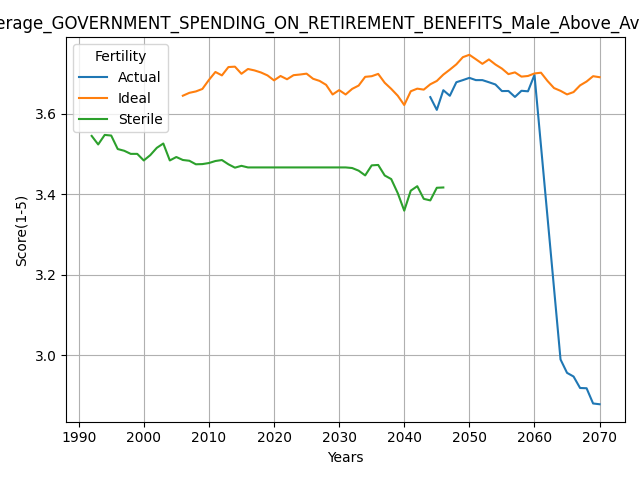 erage_GOVERNMENT_SPENDING_ON_RETIREMENT_BENEFITS_Male_Above_Av
Fertility
Actual
Ideal
Sterile
Score(1-5)
3.6
3.4
3.2
3.0
1990 2000 2010 2020 2030 2040 2050 2060 2070
Years